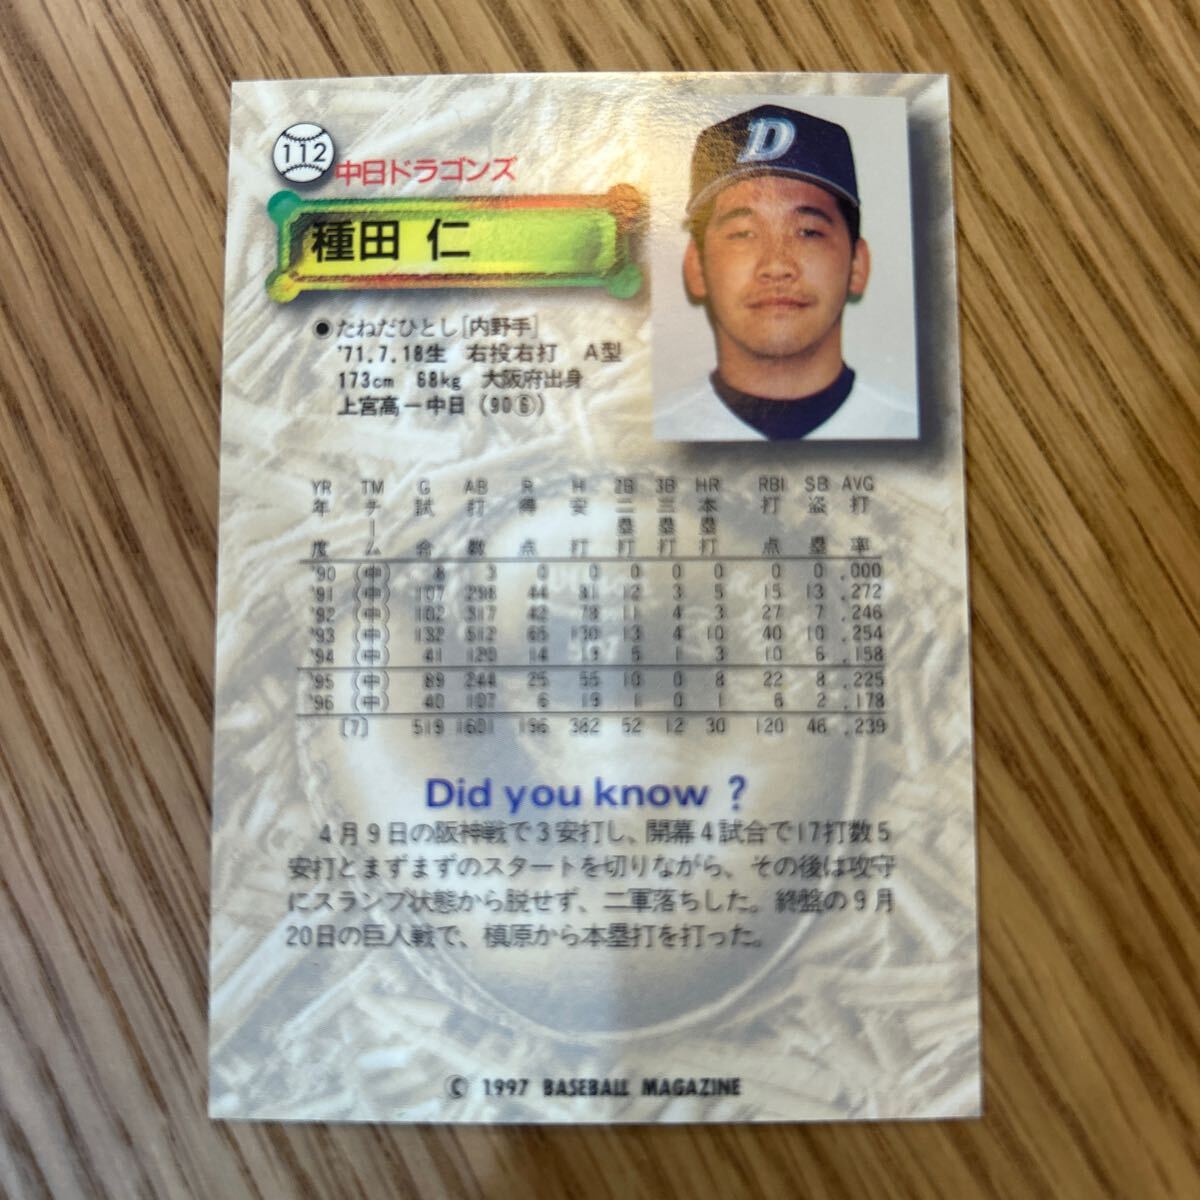 112
中日ドラゴンズ
D
種田 仁
●たねだひとし[内野手]
'71.7.18生 右投右打 A型
173cm 68kg 大阪府出身
上宮高ー中日(90⑥)
YR TM G AB R H 2B 3B HR RBI SB AVG
年度 チーム 試合 打数 得点 安打 二塁打 三塁打 本塁打 打点 盗塁 打率
'90 (中) 8 3 0 0 0 0 0 0 0 .000
'91 (中) 107 298 44 81 12 3 5 15 13 .272
'92 (中) 102 317 42 78 11 4 3 27 7 .246
'93 (中) 132 512 65 130 13 4 10 40 10 .254
'94 (中) 41 120 14 19 5 1 3 10 6 .158
'95 (中) 89 244 25 55 10 0 8 22 8 .225
'96 (中) 40 107 6 19 1 0 1 6 2 .178
[7] 519 1601 196 382 52 12 30 120 46 .239
Did you know ?
4月9日の阪神戦で3安打し、開幕4試合で17打数5
安打とまずまずのスタートを切りながら、その後は攻守
にスランプ状態から脱せず、二軍落ちした。終盤の9月
20日の巨人戦で、槙原から本塁打を打った。
© 1997 BASEBALL MAGAZINE